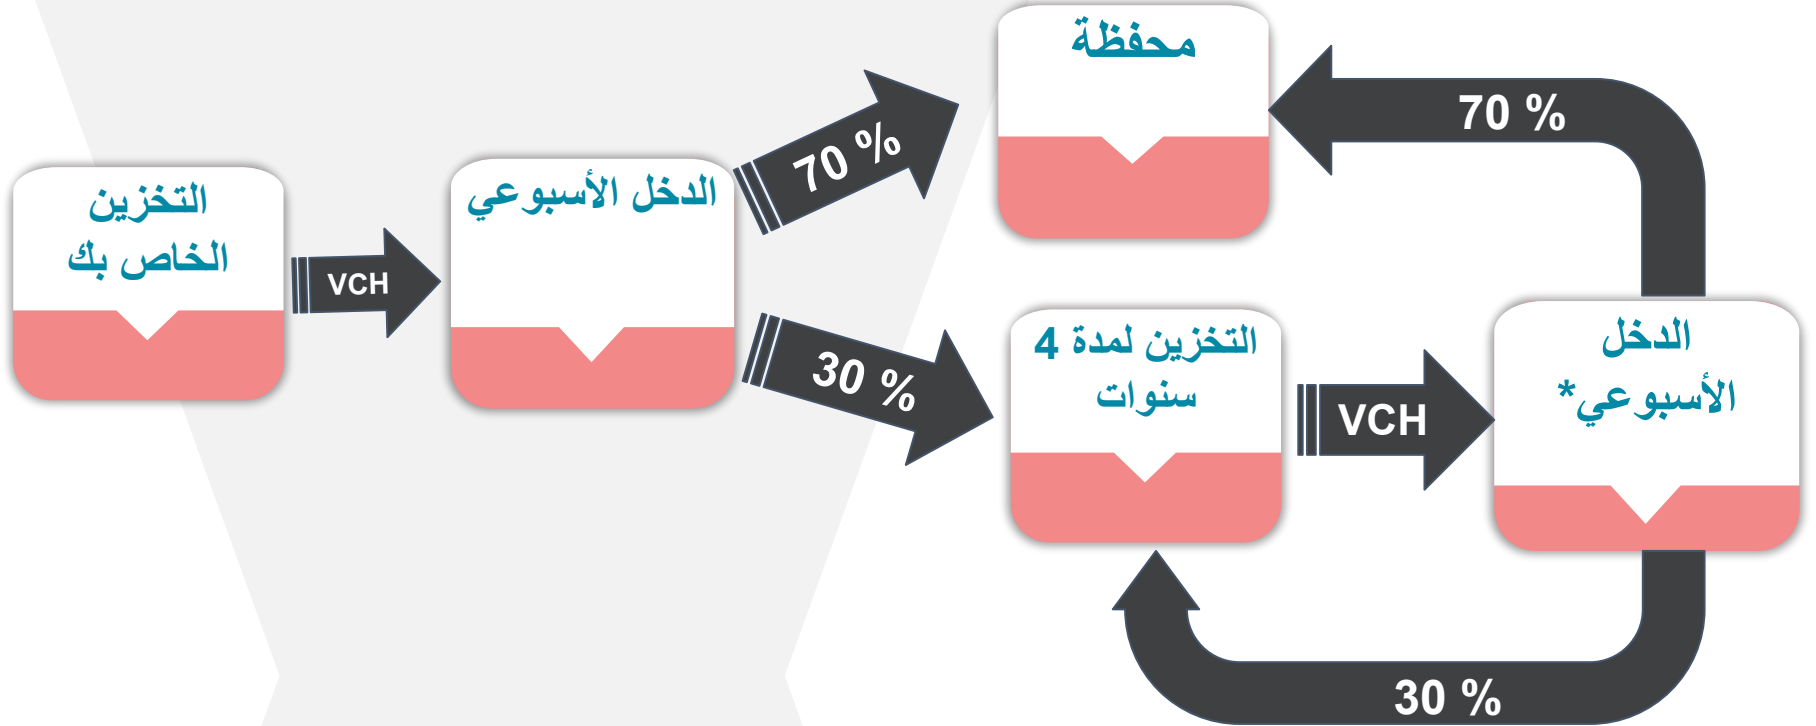 التخزين
الخاص بك
VCH
الدخل الأسبوعي
70 %
30 %
محفظة
التخزين لمدة 4
سنوات
VCH
الدخل
الأسبوعي*
70 %
30 %